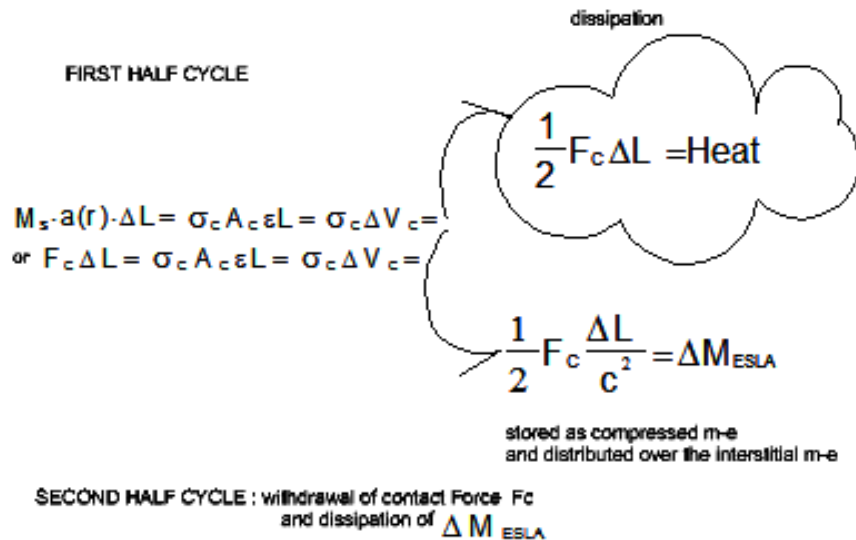 dissipation
FIRST HALF CYCLE
1/2 F_c ΔL = Heat
M_s · a(r) · ΔL = σ_c A_c εL = σ_c ΔV_c =
or F_c ΔL = σ_c A_c εL = σ_c ΔV_c =
1/2 F_c ΔL/c² = ΔM_ESLA
stored as compressed m-e
and distributed over the interstitial m-e
SECOND HALF CYCLE : withdrawal of contact Force Fc
and dissipation of ΔM_ESLA